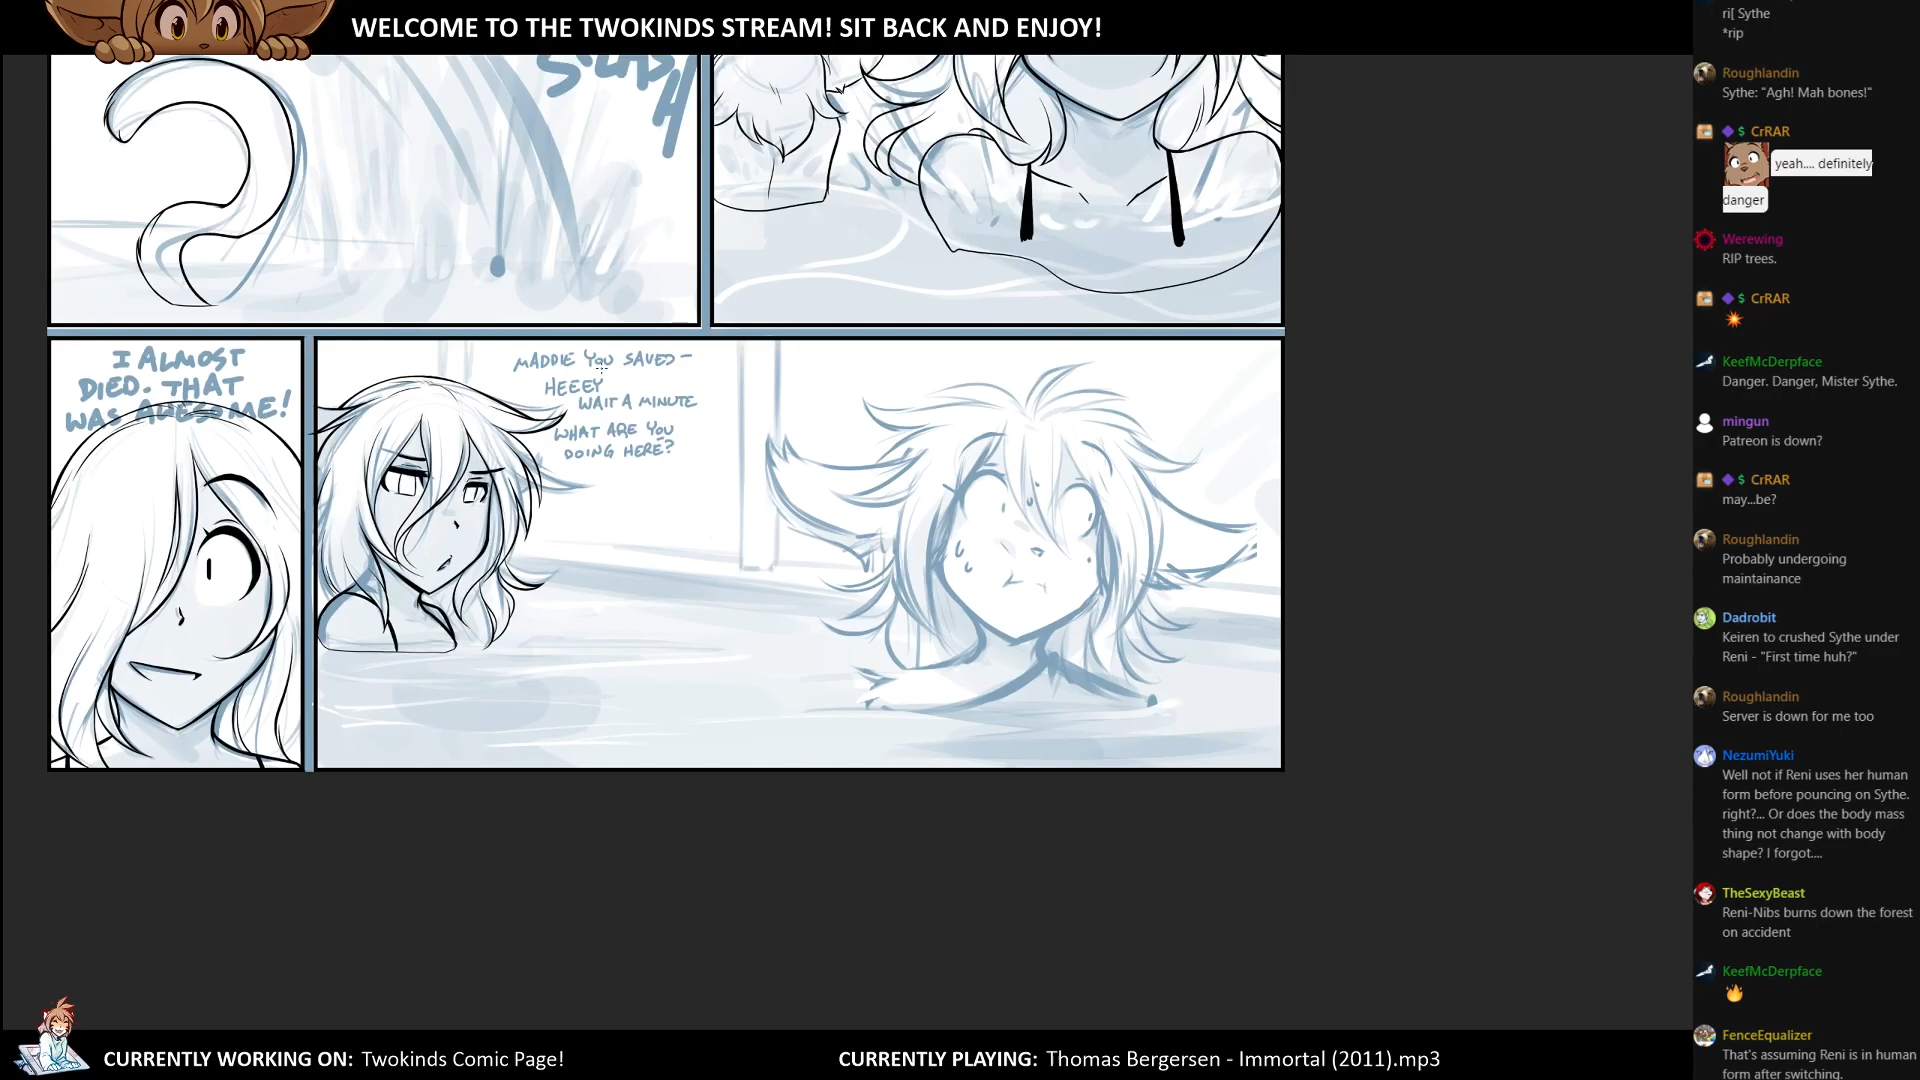 WELCOME TO THE TWOKINDS STREAM! SIT BACK AND ENJOY!
I ALMOST
DIED. THAT
WAS AWESOME!
MADDIE YOU SAVED -
HEEEY
WAIT A MINUTE
WHAT ARE YOU
DOING HERE?
ri[ Sythe
*rip
Roughlandin
Sythe: "Agh! Mah bones!"
$ CrRAR
yeah.... definitely
danger
Werewing
RIP trees.
$ CrRAR
KeefMcDerpface
Danger. Danger, Mister Sythe.
mingun
Patreon is down?
$ CrRAR
may...be?
Roughlandin
Probably undergoing
maintainance
Dadrobit
Keiren to crushed Sythe under
Reni - "First time huh?"
Roughlandin
Server is down for me too
NezumiYuki
Well not if Reni uses her human
form before pouncing on Sythe.
right?... Or does the body mass
thing not change with body
shape? I forgot....
TheSexyBeast
Reni-Nibs burns down the forest
on accident
KeefMcDerpface
FenceEqualizer
That's assuming Reni is in human
form after switching.
CURRENTLY WORKING ON: Twokinds Comic Page!
CURRENTLY PLAYING: Thomas Bergersen - Immortal (2011).mp3